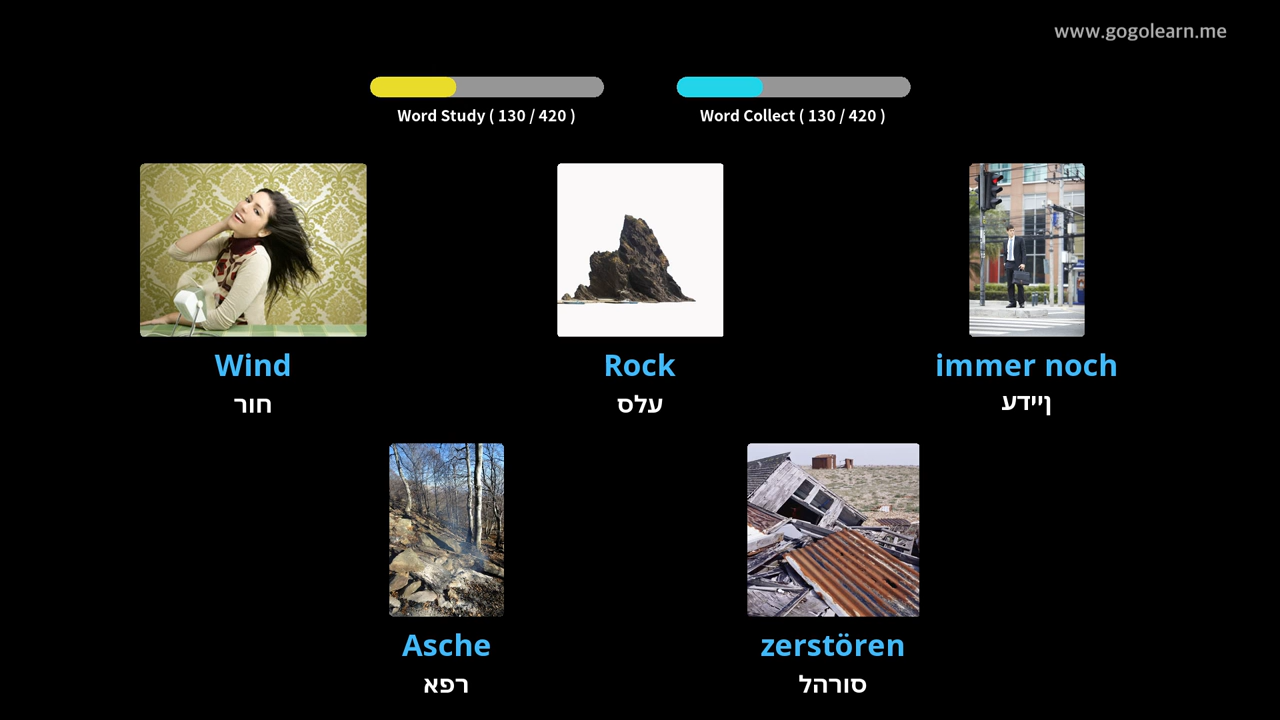 www.gogolearn.me
Word Study ( 130 / 420 )
Word Collect ( 130 / 420 )
Wind
חור
Rock
עלס
immer noch
ןיידע
Asche
רפא
zerstören
סורהל